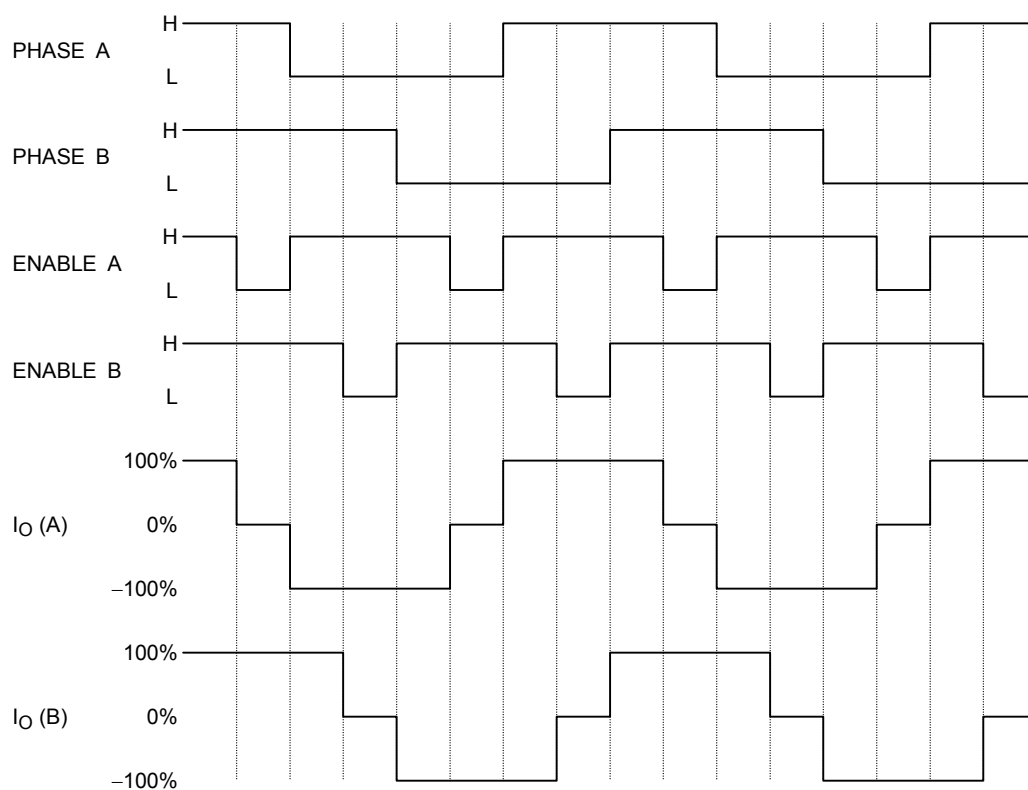 H
PHASE A
L
H
PHASE B
L
H
ENABLE A
L
H
ENABLE B
L
100%
IO (A) 0%
−100%
100%
IO (B) 0%
−100%